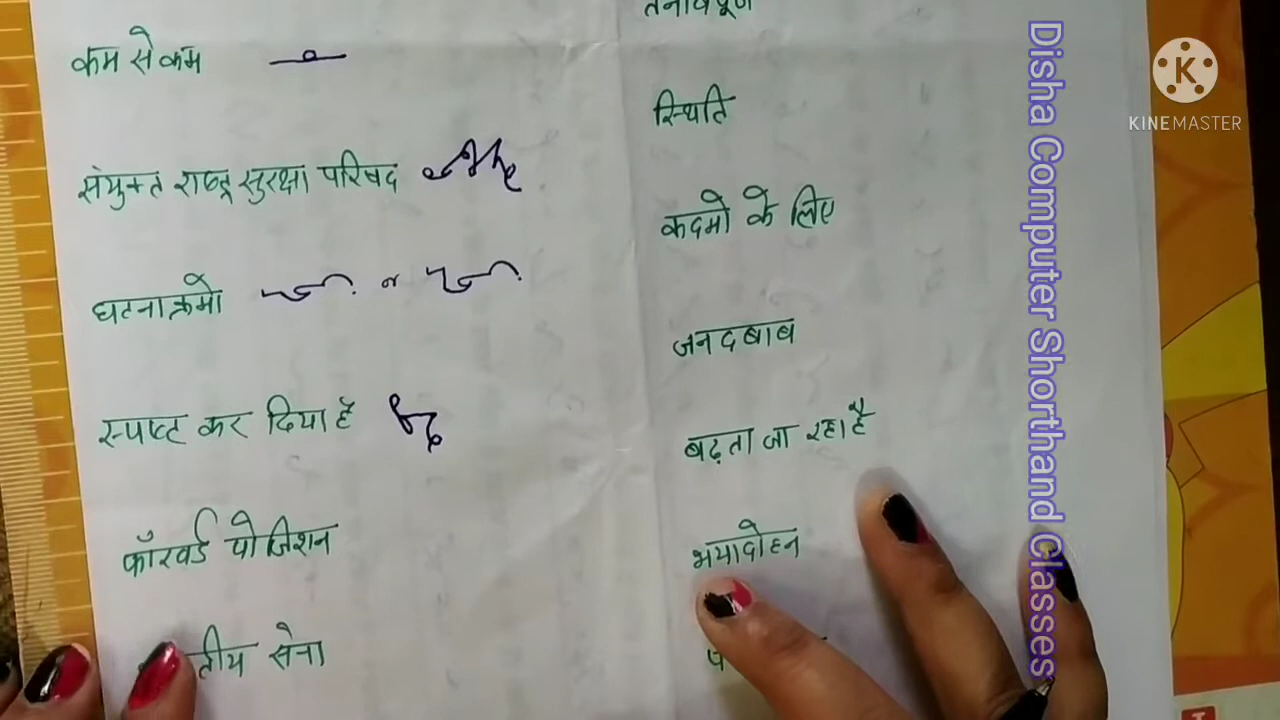 कम से कम
संयुक्त राष्ट्र सुरक्षा परिषद
घटनाक्रमो or
स्पष्ट कर दिया है
फॉरवर्ड पोजिशन
तीय सेना
तनावपूर्ण
स्थिति
कदमो के लिए
जनदबाब
बढ़ता जा रहा है
भयादोहन
प
Disha Computer Shorthand Classes
K
KINEMASTER